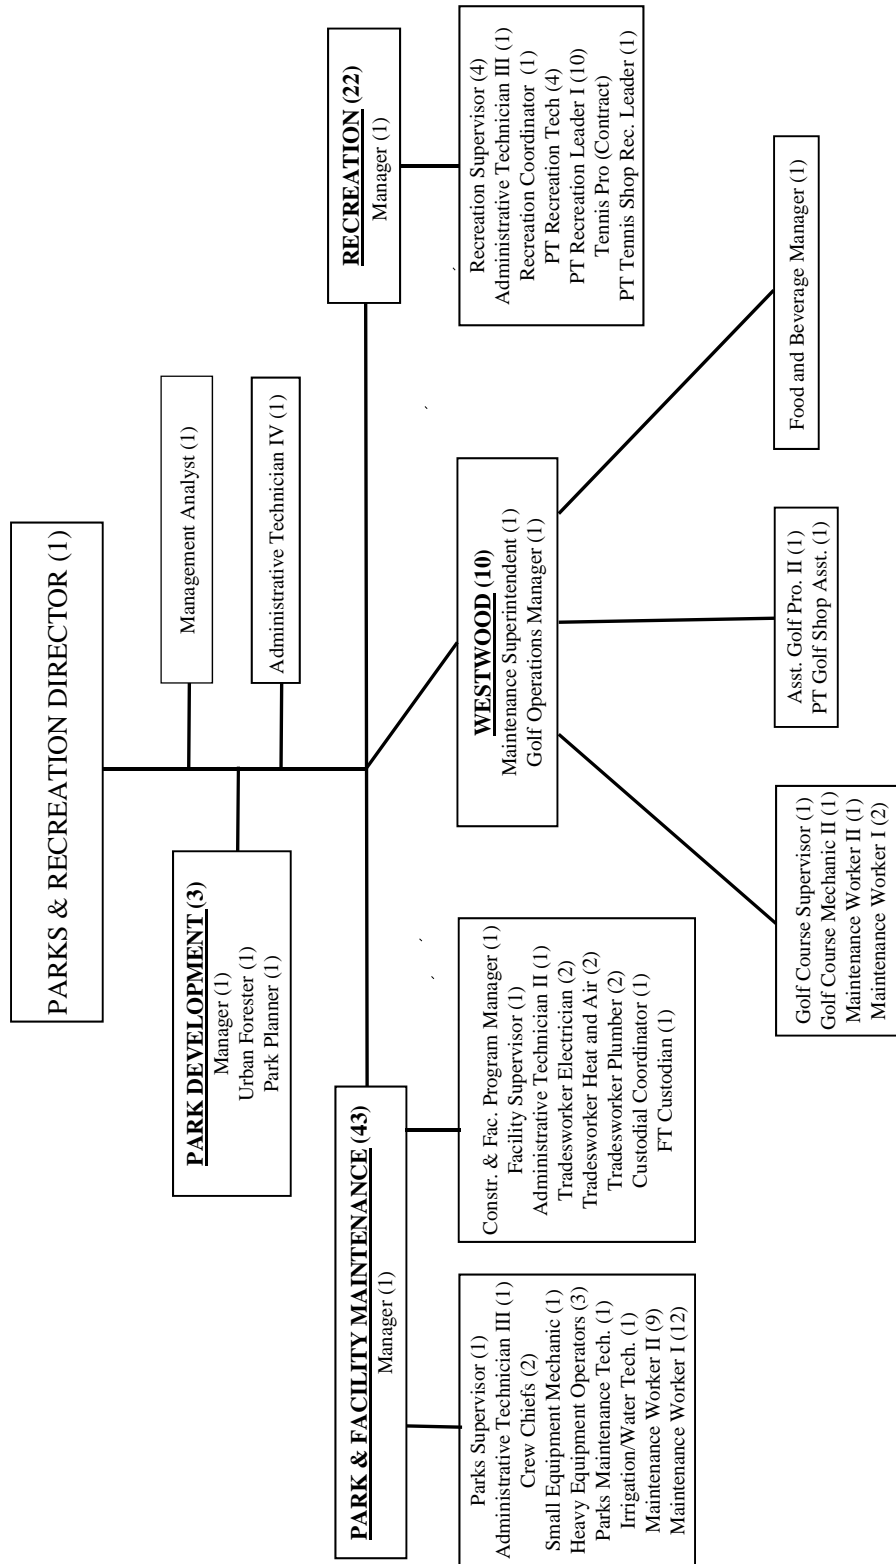 PARKS & RECREATION DIRECTOR (1)
Management Analyst (1)
Administrative Technician IV (1)
PARK DEVELOPMENT (3)
Manager (1)
Urban Forester (1)
Park Planner (1)
PARK & FACILITY MAINTENANCE (43)
Manager (1)
RECREATION (22)
Manager (1)
Parks Supervisor (1)
Administrative Technician III (1)
Crew Chiefs (2)
Small Equipment Mechanic (1)
Heavy Equipment Operators (3)
Parks Maintenance Tech. (1)
Irrigation/Water Tech. (1)
Maintenance Worker II (9)
Maintenance Worker I (12)
Constr. & Fac. Program Manager (1)
Facility Supervisor (1)
Administrative Technician II (1)
Tradesworker Electrician (2)
Tradesworker Heat and Air (2)
Tradesworker Plumber (2)
Custodial Coordinator (1)
FT Custodian (1)
WESTWOOD (10)
Maintenance Superintendent (1)
Golf Operations Manager (1)
Recreation Supervisor (4)
Administrative Technician III (1)
Recreation Coordinator (1)
PT Recreation Tech (4)
PT Recreation Leader I (10)
Tennis Pro (Contract)
PT Tennis Shop Rec. Leader (1)
Golf Course Supervisor (1)
Golf Course Mechanic II (1)
Maintenance Worker II (1)
Maintenance Worker I (2)
Asst. Golf Pro. II (1)
PT Golf Shop Asst. (1)
Food and Beverage Manager (1)